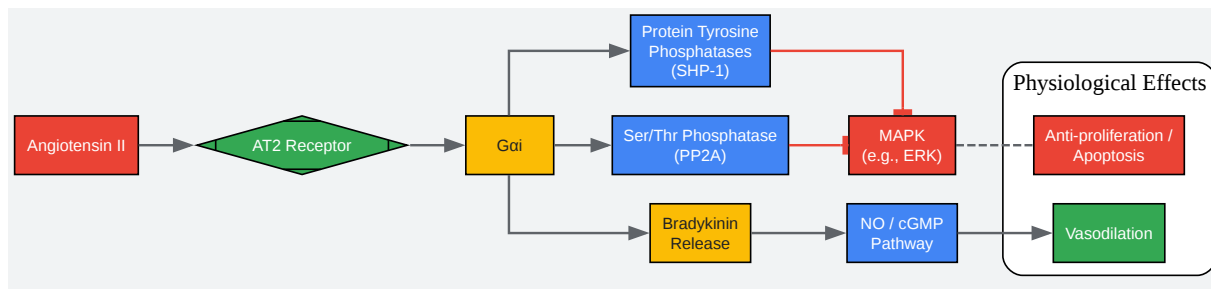 Angiotensin II
AT2 Receptor
Gαi
Protein Tyrosine
Phosphatases
(SHP-1)
Ser/Thr Phosphatase
(PP2A)
Bradykinin
Release
MAPK
(e.g., ERK)
NO / cGMP
Pathway
Physiological Effects
Anti-proliferation /
Apoptosis
Vasodilation